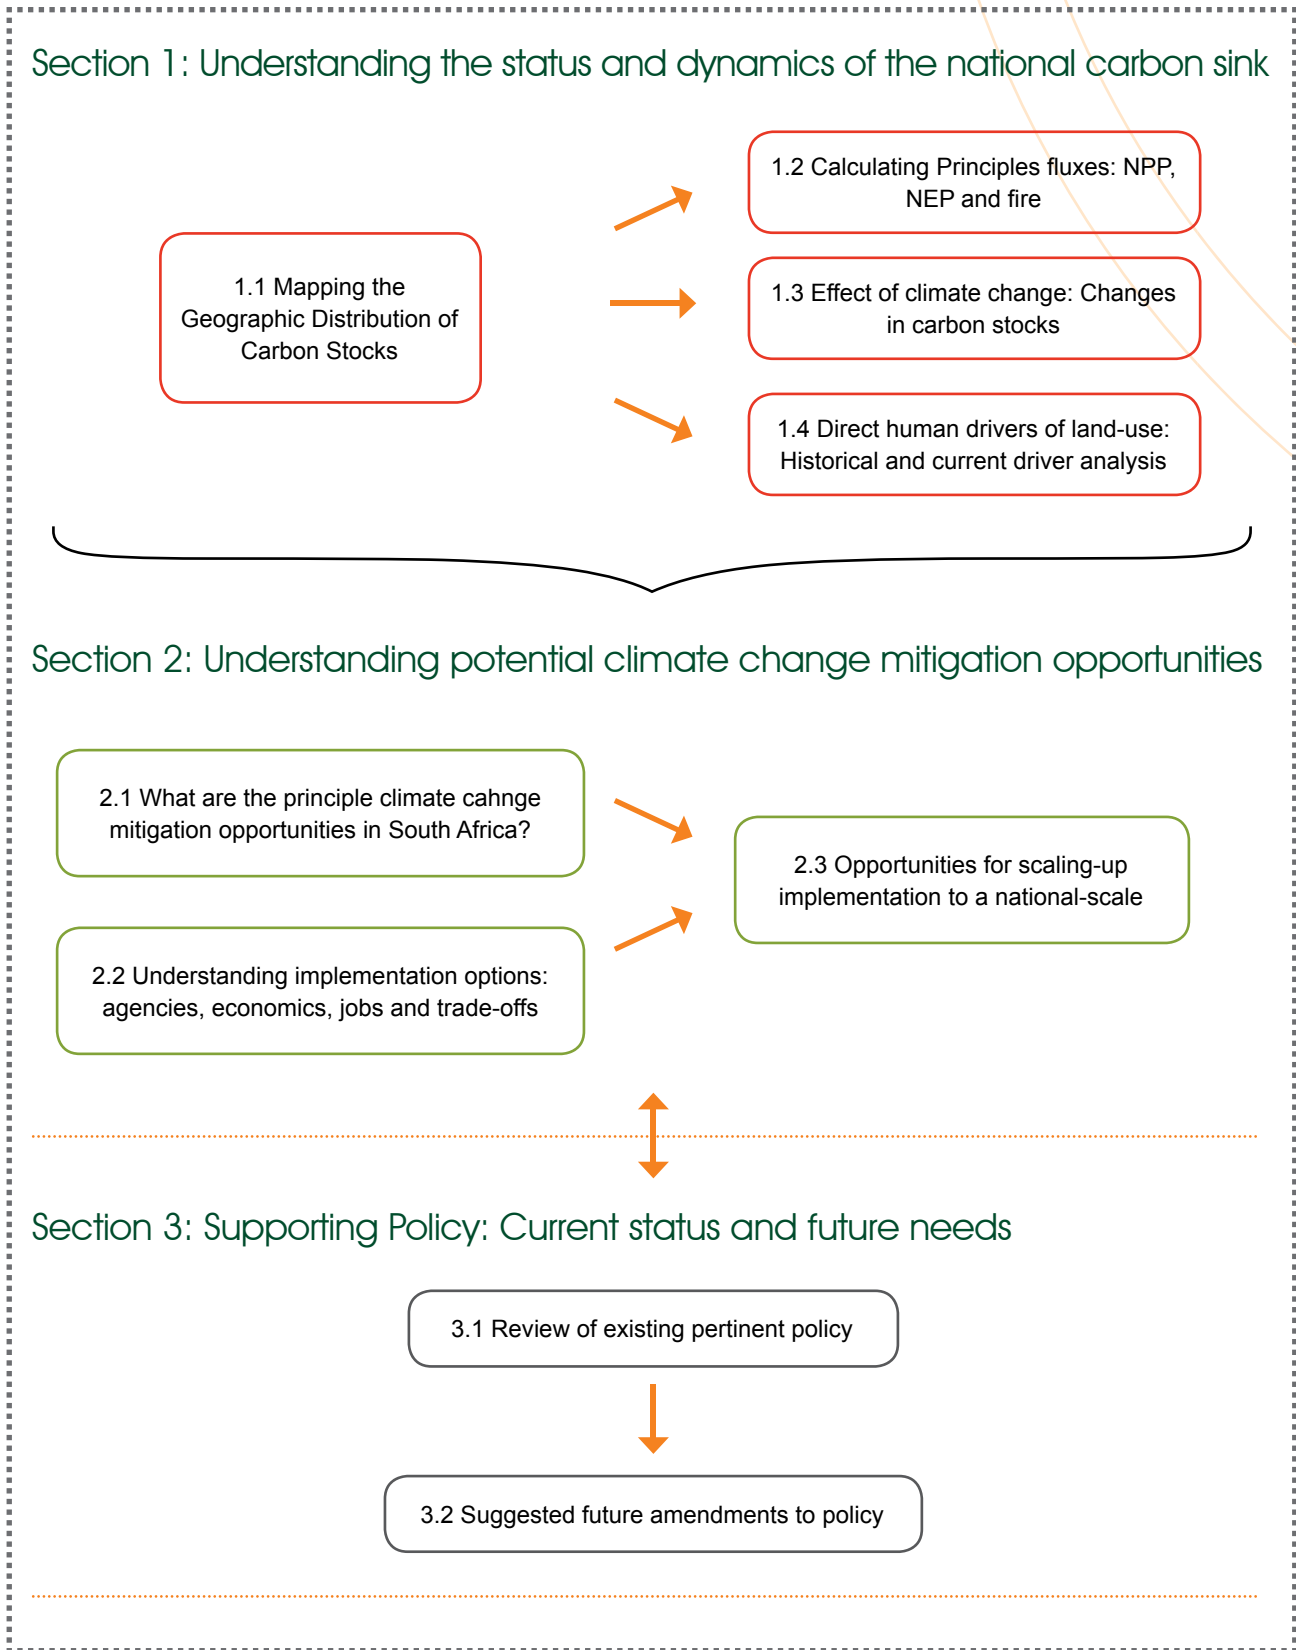 Section 1: Understanding the status and dynamics of the national carbon sink
1.1 Mapping the
Geographic Distribution of
Carbon Stocks
1.2 Calculating Principles fluxes: NPP,
NEP and fire
1.3 Effect of climate change: Changes
in carbon stocks
1.4 Direct human drivers of land-use:
Historical and current driver analysis
Section 2: Understanding potential climate change mitigation opportunities
2.1 What are the principle climate cahnge
mitigation opportunities in South Africa?
2.2 Understanding implementation options:
agencies, economics, jobs and trade-offs
2.3 Opportunities for scaling-up
implementation to a national-scale
Section 3: Supporting Policy: Current status and future needs
3.1 Review of existing pertinent policy
3.2 Suggested future amendments to policy